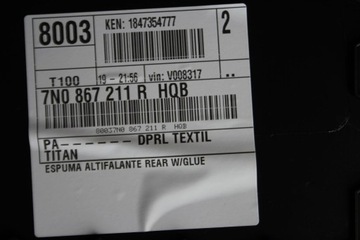 8003
KEN: 1847354777
2
T100
19 - 21:56
vin: V008317
..
7N0 867 211 R HQB
80037N0 867 211 R HQB
PA------ DPRL TEXTIL
TITAN
ESPUMA ALTIFALANTE REAR W/GLUE